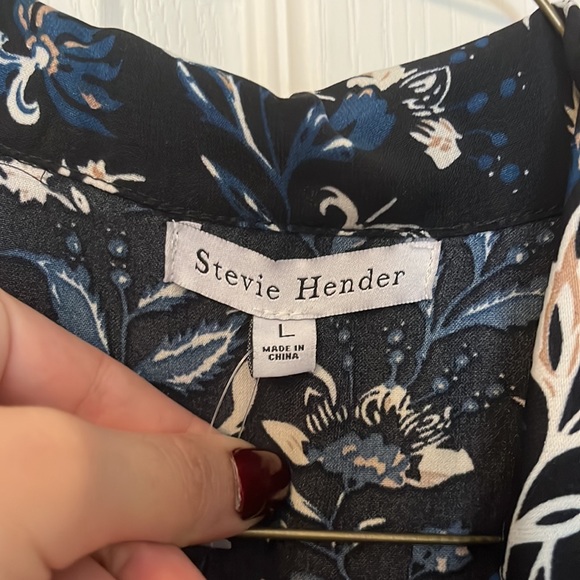 Stevie Hender
L
MADE IN
CHINA